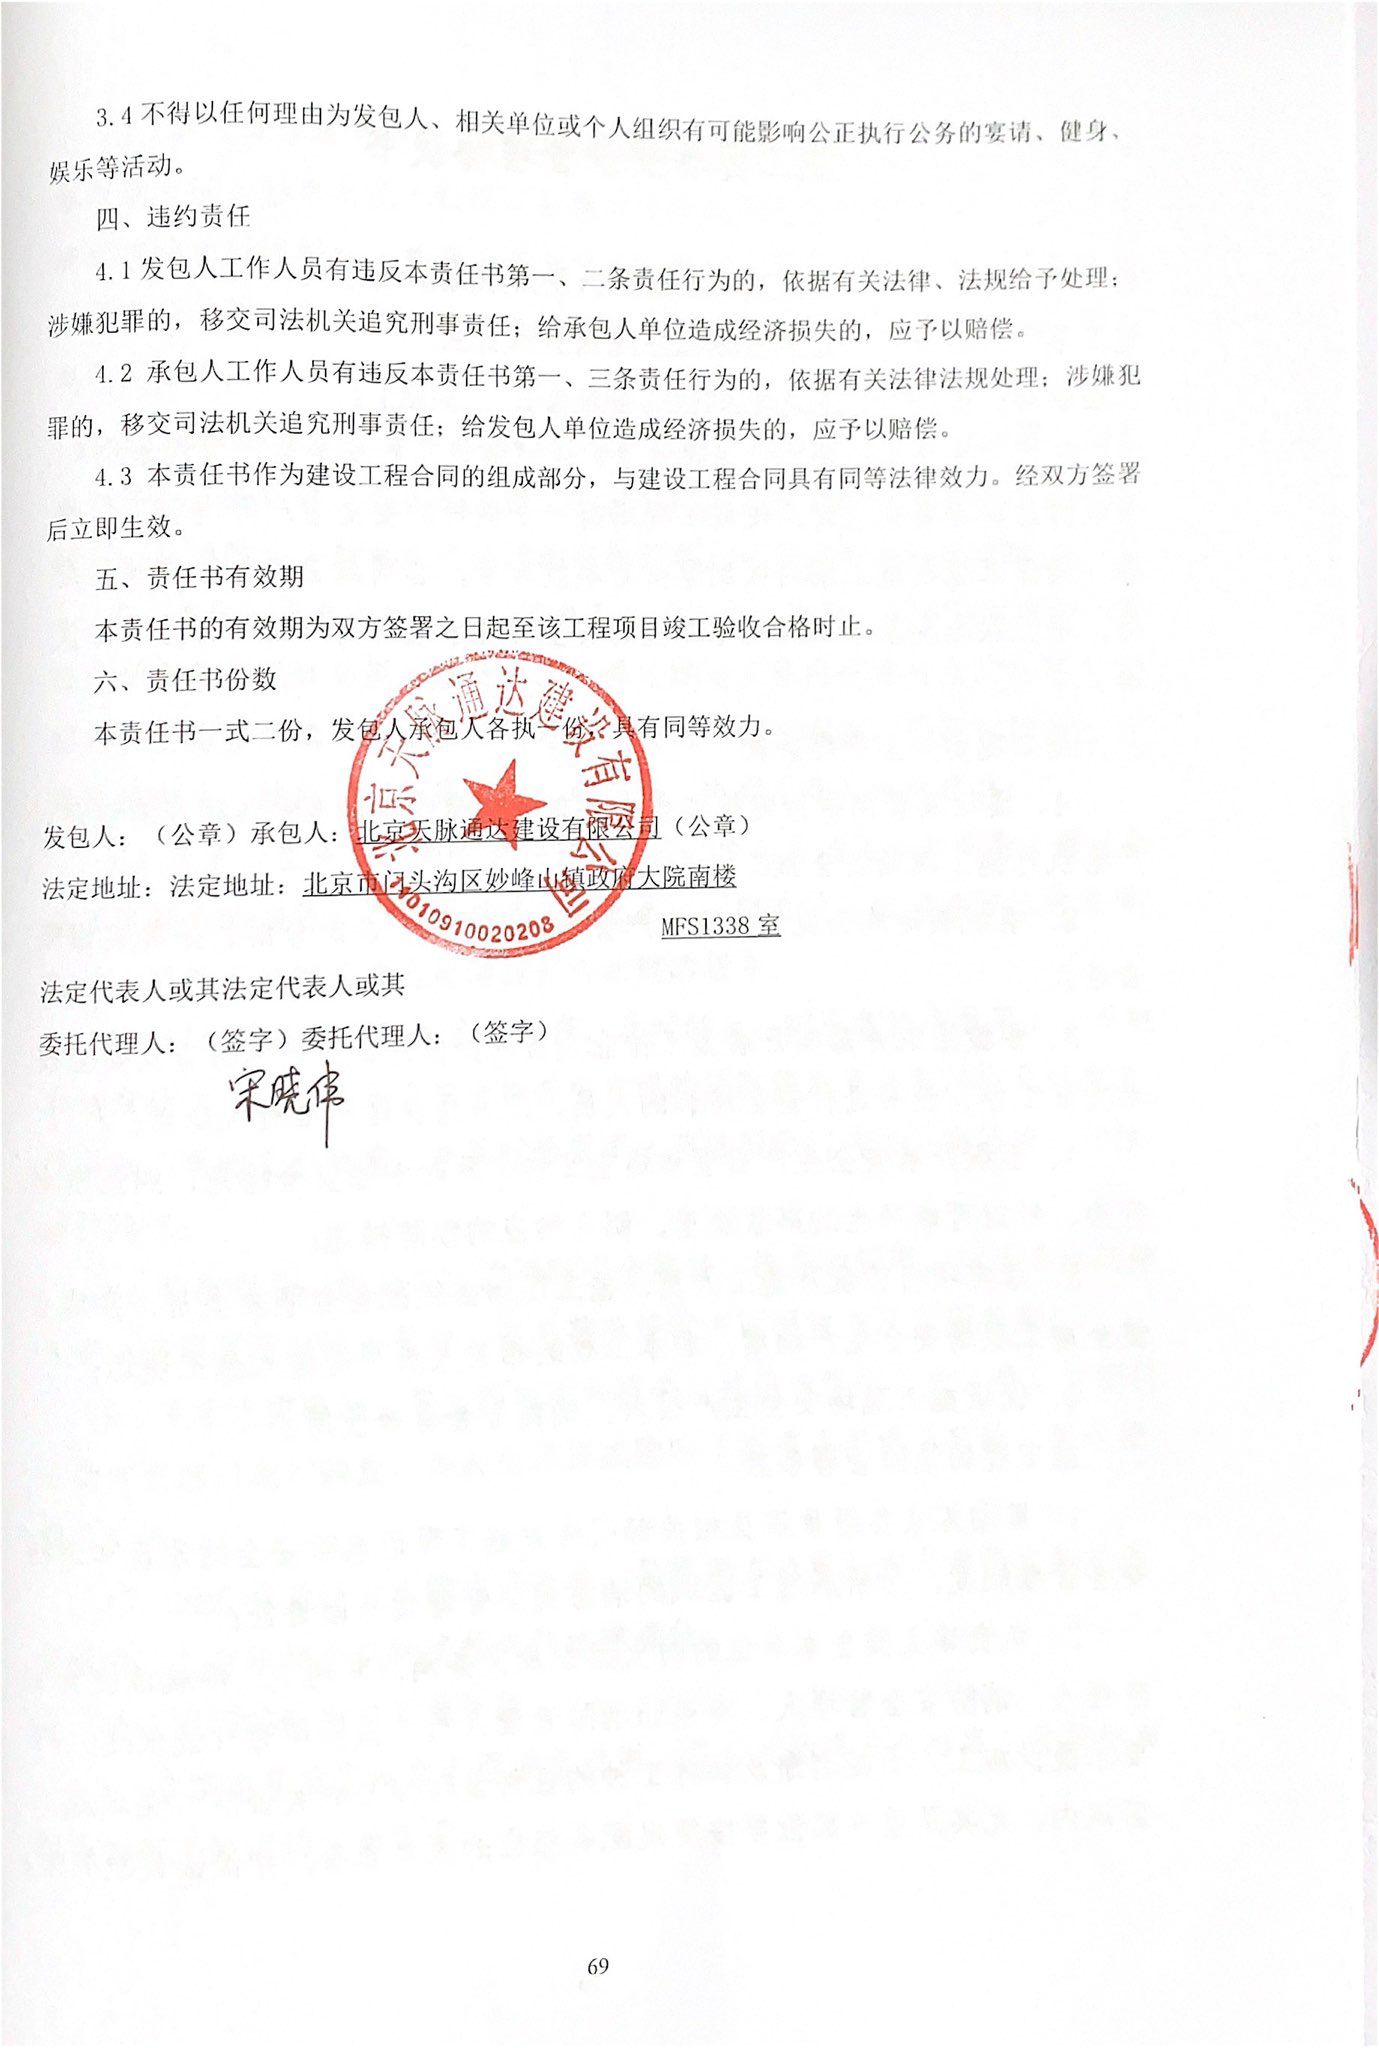 3.4 不得以任何理由为发包人、相关单位或个人组织有可能影响公正执行公务的宴请、健身、
娱乐等活动。
四、违约责任
4.1 发包人工作人员有违反本责任书第一、二条责任行为的，依据有关法律、法规给予处理；
涉嫌犯罪的，移交司法机关追究刑事责任；给承包人单位造成经济损失的，应予以赔偿。
4.2 承包人工作人员有违反本责任书第一、三条责任行为的，依据有关法律法规处理；涉嫌犯
罪的，移交司法机关追究刑事责任；给发包人单位造成经济损失的，应予以赔偿。
4.3 本责任书作为建设工程合同的组成部分，与建设工程合同具有同等法律效力。经双方签署
后立即生效。
五、责任书有效期
本责任书的有效期为双方签署之日起至该工程项目竣工验收合格时止。
六、责任书份数
本责任书一式二份，发包人承包人各执一份，具有同等效力。
北京天脉通达建设有限公司
发包人：（公章）承包人：北京天脉通达建设有限公司（公章）
法定地址：法定地址：北京市门头沟区妙峰山镇政府大院南楼
MFS1338 室
11010910020208
法定代表人或其法定代表人或其
委托代理人：（签字）委托代理人：（签字）
宋晓伟
69